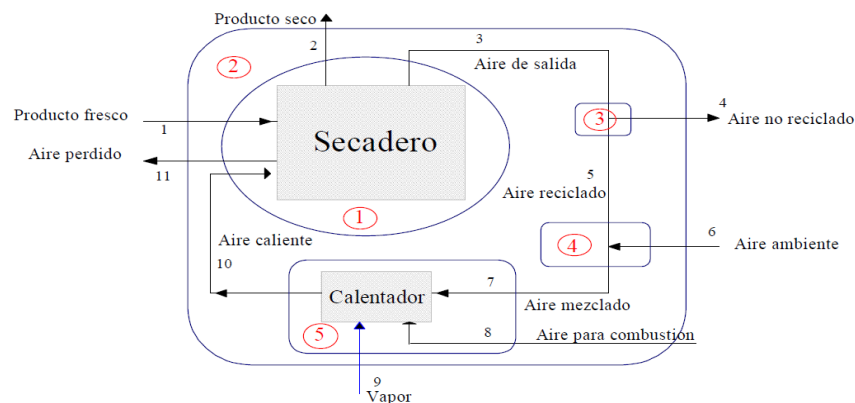 Producto seco
2
3
2
Aire de salida
4
Producto fresco
1
3
Aire no reciclado
Secadero
Aire perdido
11
5
Aire reciclado
1
Aire caliente
4
6
Aire ambiente
10
7
Calentador
Aire mezclado
5
8
Aire para combustion
9
Vapor